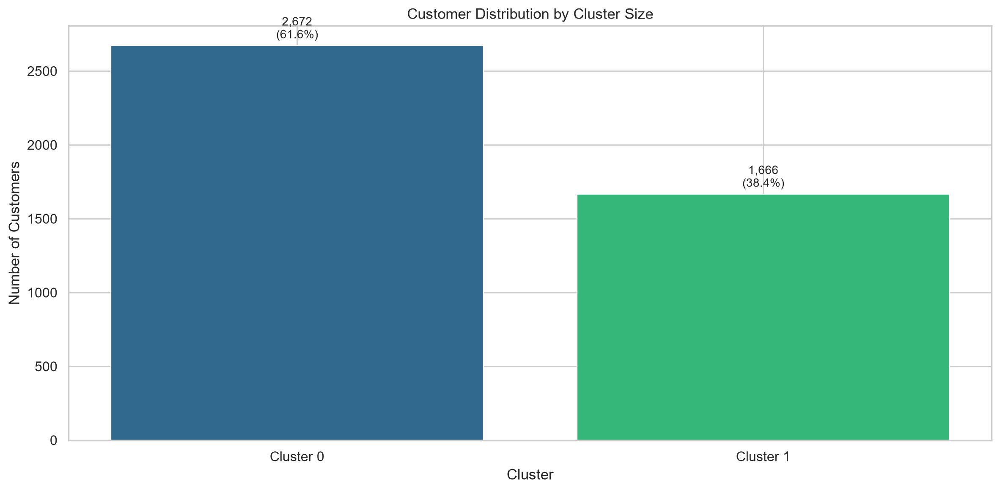 Customer Distribution by Cluster Size
2,672
(61.6%)
1,666
(38.4%)
2500
2000
1500
1000
500
0
Number of Customers
Cluster 0
Cluster 1
Cluster